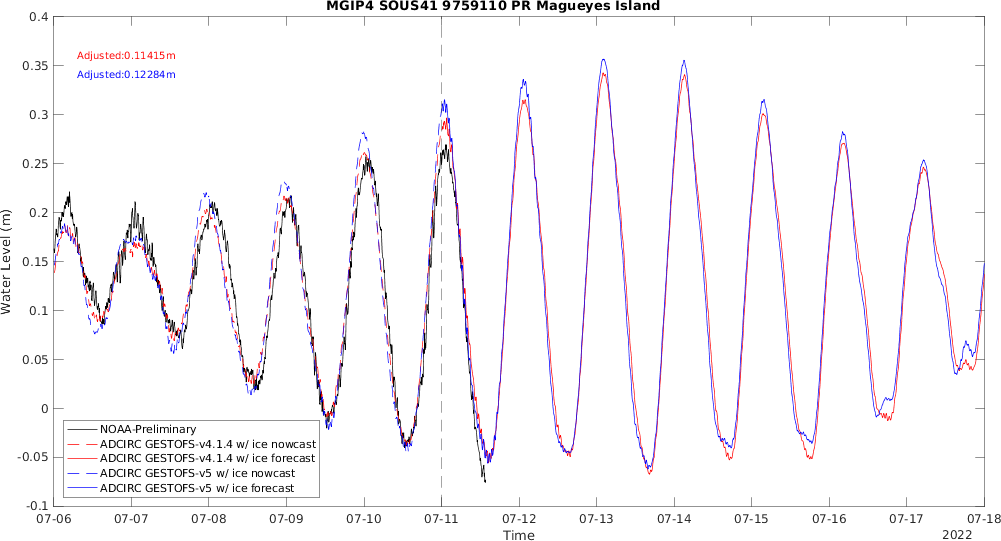 MGIP4 SOUS41 9759110 PR Magueyes Island
0.4
0.35
0.3
0.25
0.2
0.15
0.1
0.05
0
-0.05
-0.1
Water Level (m)
Adjusted:0.11415m
Adjusted:0.12284m
NOAA-Preliminary
ADCIRC GESTOFS-v4.1.4 w/ ice nowcast
ADCIRC GESTOFS-v4.1.4 w/ ice forecast
ADCIRC GESTOFS-v5 w/ ice nowcast
ADCIRC GESTOFS-v5 w/ ice forecast
07-06 07-07 07-08 07-09 07-10 07-11 07-12 07-13 07-14 07-15 07-16 07-17 07-18
Time
2022